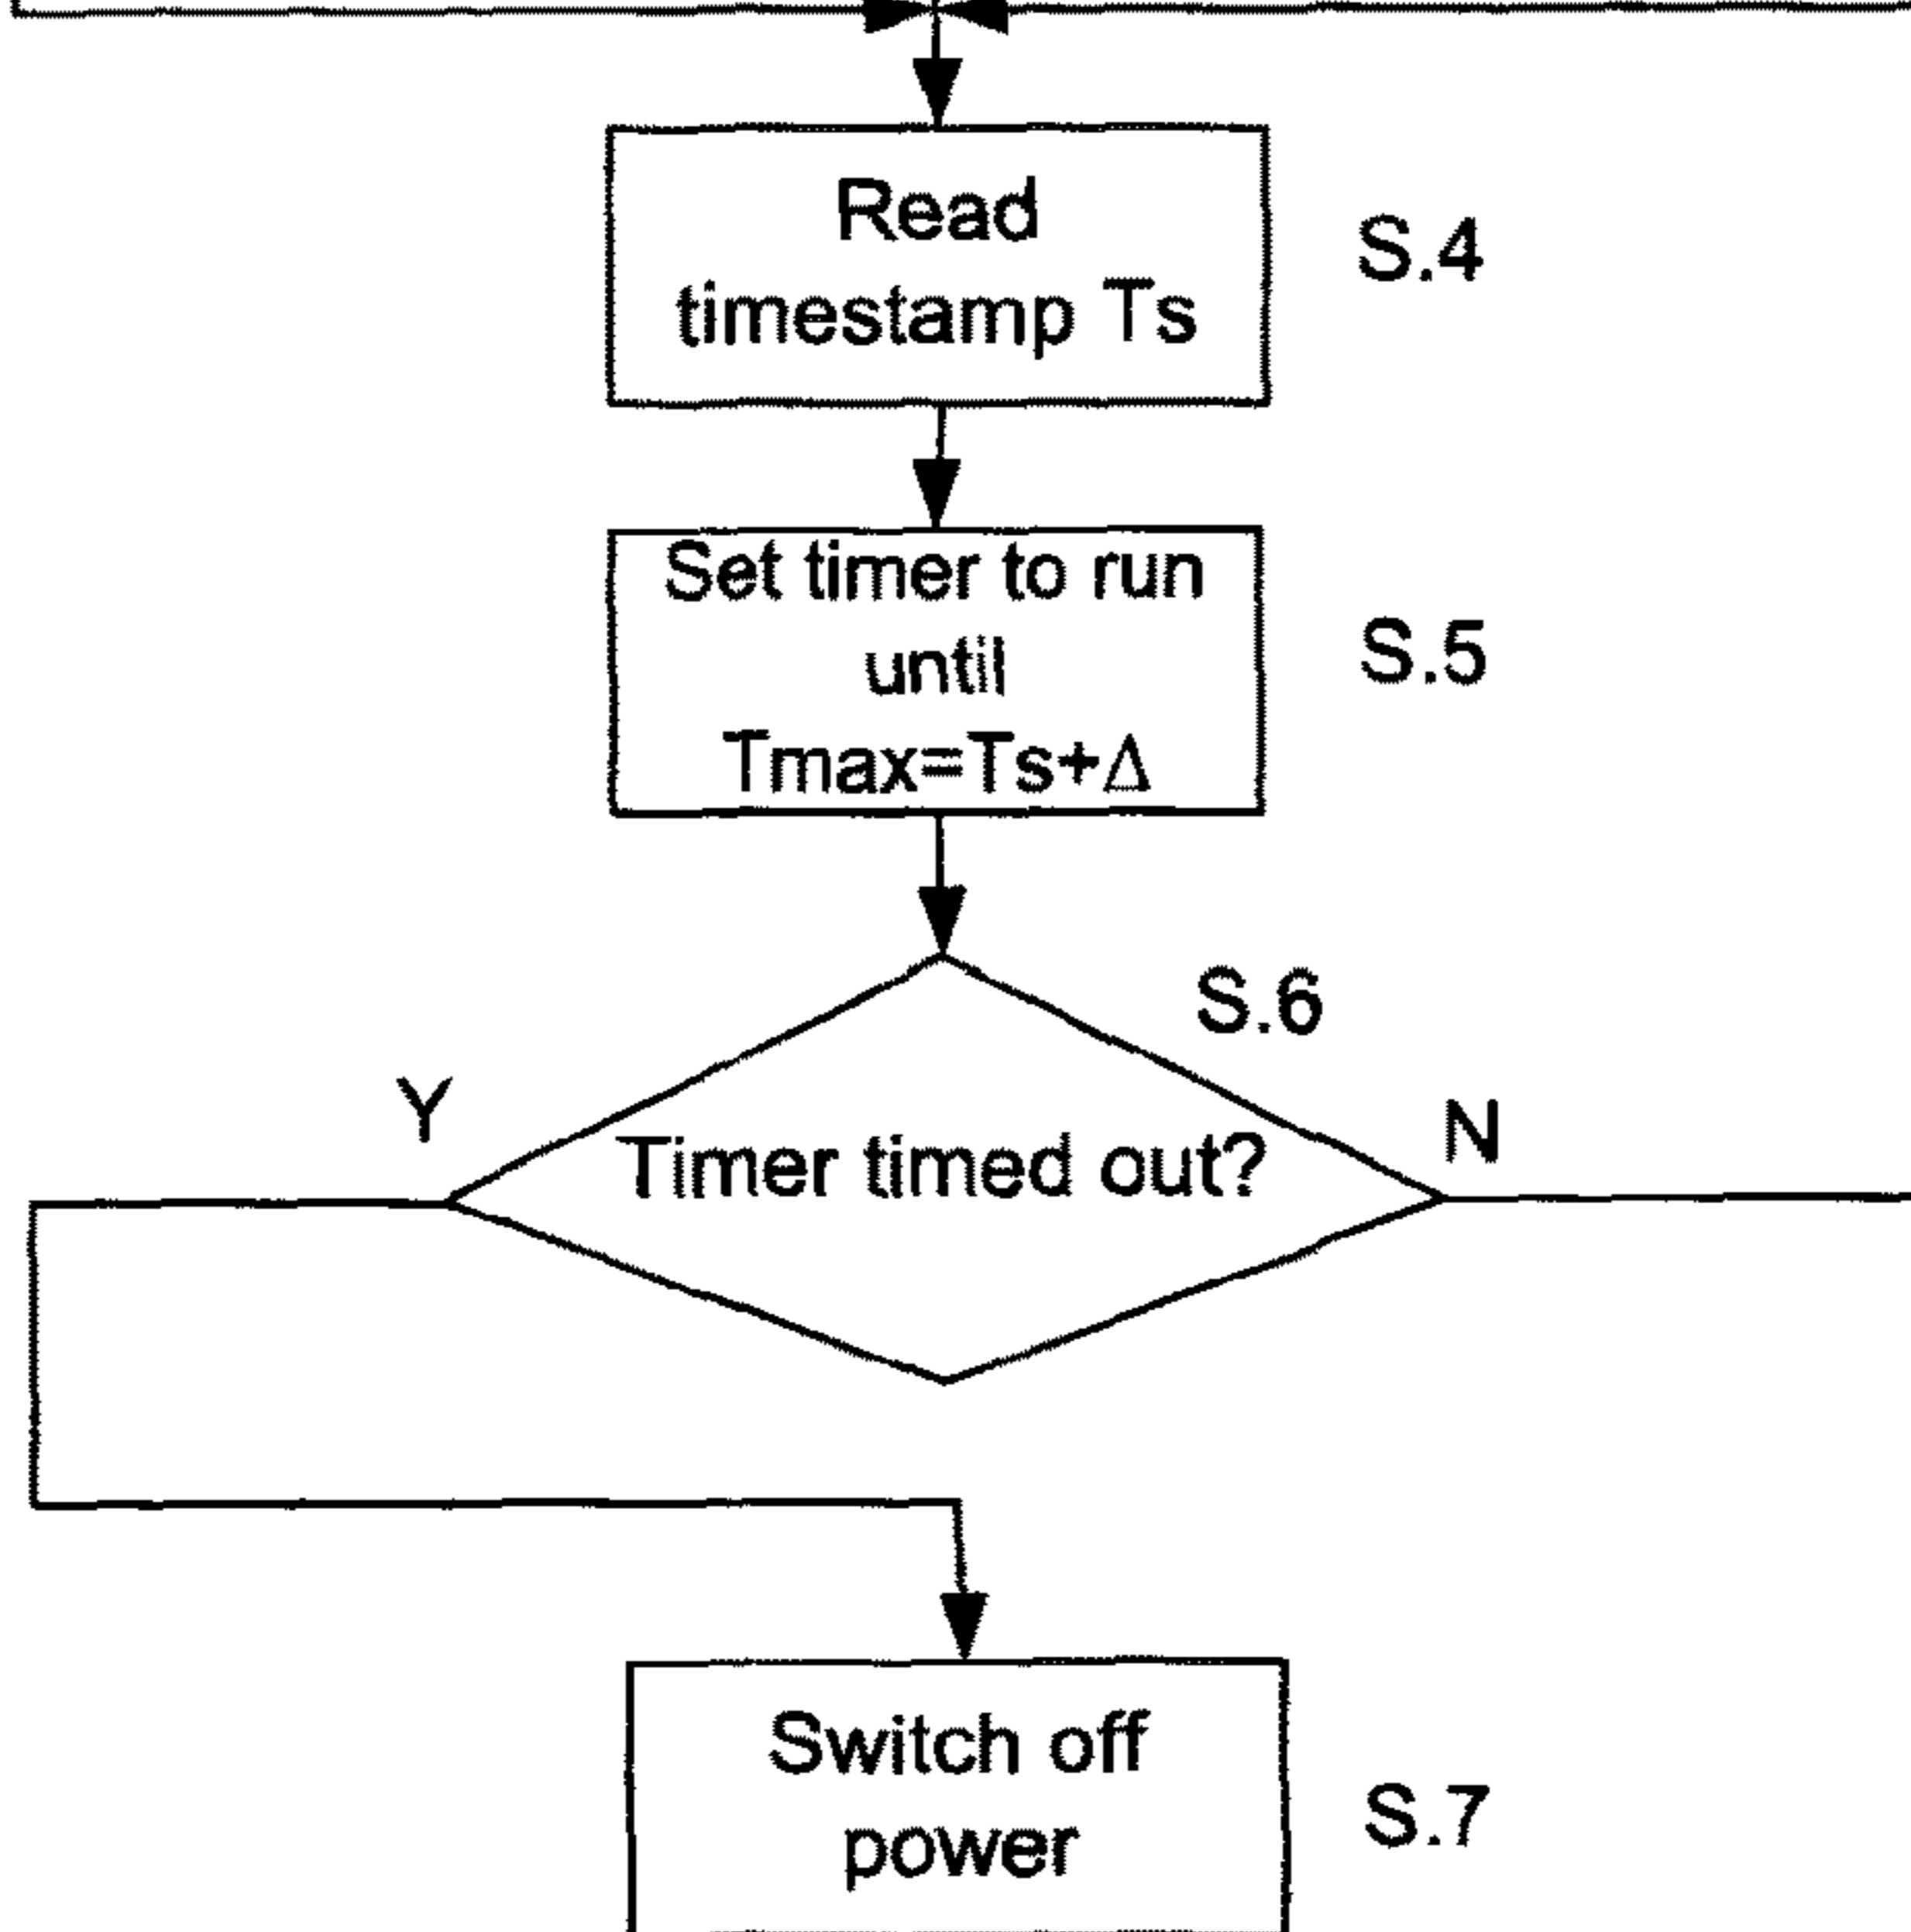 Read
timestamp Ts
S.4
Set timer to run
until
Tmax=Ts+Δ
S.5
S.6
Y
N
Timer timed out?
Switch off
power
S.7